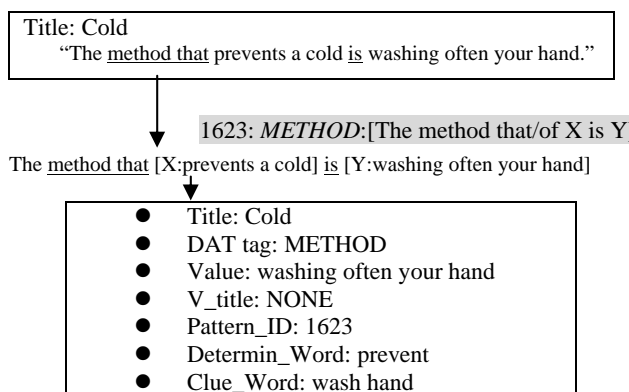 Title: Cold
“The method that prevents a cold is washing often your hand.”
1623: METHOD:[The method that/of X is Y
The method that [X:prevents a cold] is [Y:washing often your hand]
● Title: Cold
● DAT tag: METHOD
● Value: washing often your hand
● V_title: NONE
● Pattern_ID: 1623
● Determin_Word: prevent
● Clue_Word: wash hand